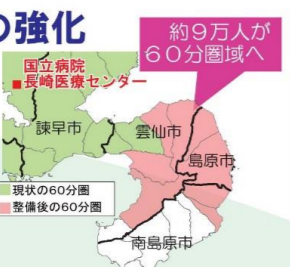 の強化
約９万人が
６０分圏域へ
国立病院
■長崎医療センター
諫早市
雲仙市
島原市
現状の60分圏
整備後の60分圏
南島原市